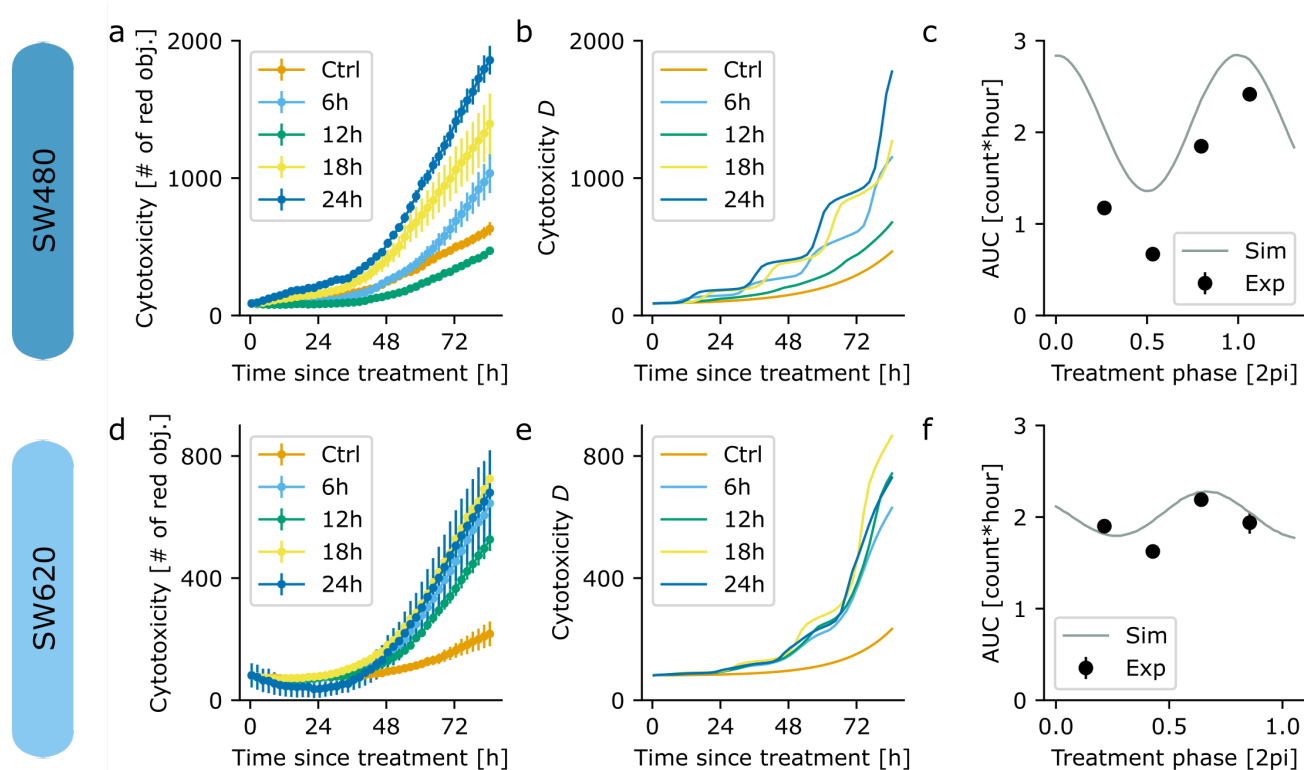 SW480
a
Cytotoxicity [# of red obj.]
2000
1000
0
Ctrl
6h
12h
18h
24h
0 24 48 72
Time since treatment [h]
b
Cytotoxicity D
2000
1000
0
Ctrl
6h
12h
18h
24h
0 24 48 72
Time since treatment [h]
c
AUC [count*hour]
3
2
1
0
Sim
Exp
0.0 0.5 1.0
Treatment phase [2pi]
SW620
d
Cytotoxicity [# of red obj.]
800
400
0
Ctrl
6h
12h
18h
24h
0 24 48 72
Time since treatment [h]
e
Cytotoxicity D
800
400
0
Ctrl
6h
12h
18h
24h
0 24 48 72
Time since treatment [h]
f
AUC [count*hour]
3
2
1
0
Sim
Exp
0.0 0.5 1.0
Treatment phase [2pi]